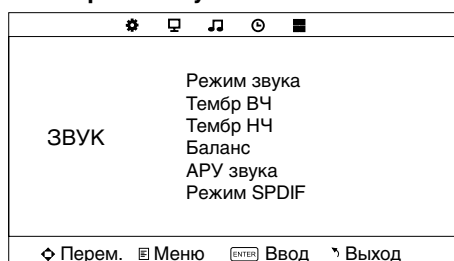 ЗВУК
Режим звука
Тембр ВЧ
Тембр НЧ
Баланс
АРУ звука
Режим SPDIF
Перем. Меню ENTER Ввод Выход